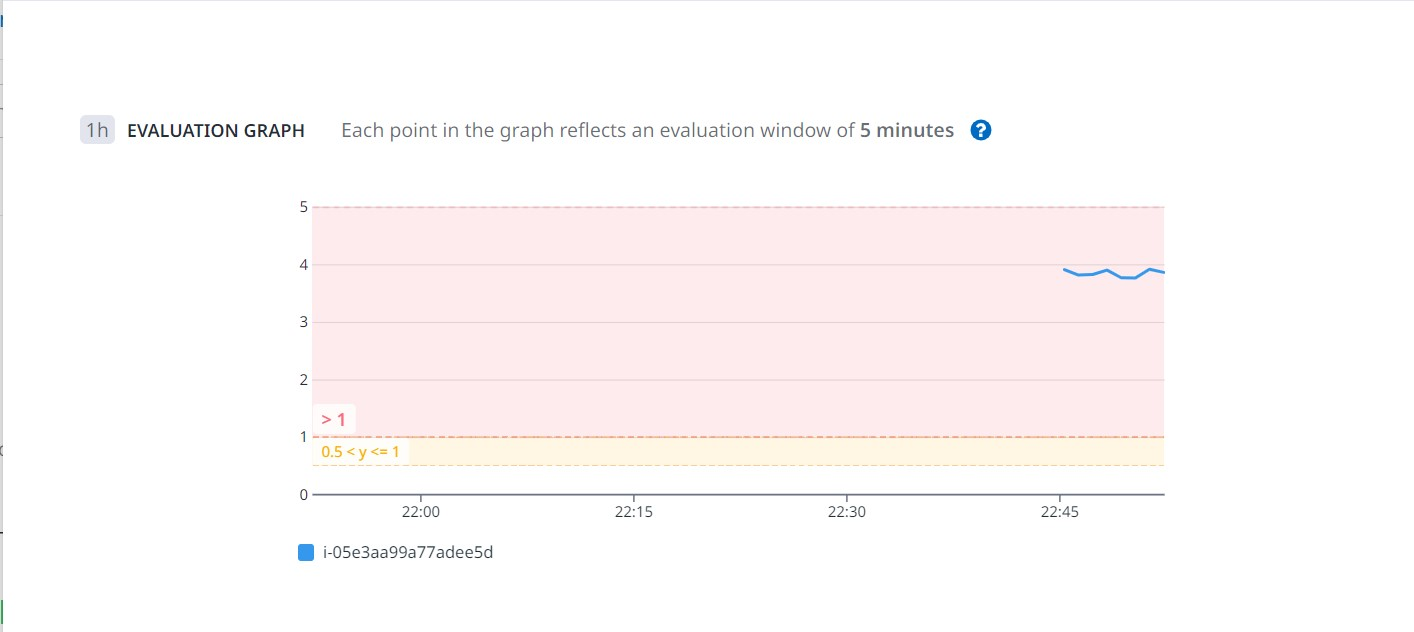 1h EVALUATION GRAPH Each point in the graph reflects an evaluation window of 5 minutes ?
5
4
3
2
> 1
1
0.5 < y <= 1
0
22:00 22:15 22:30 22:45
i-05e3aa99a77adee5d